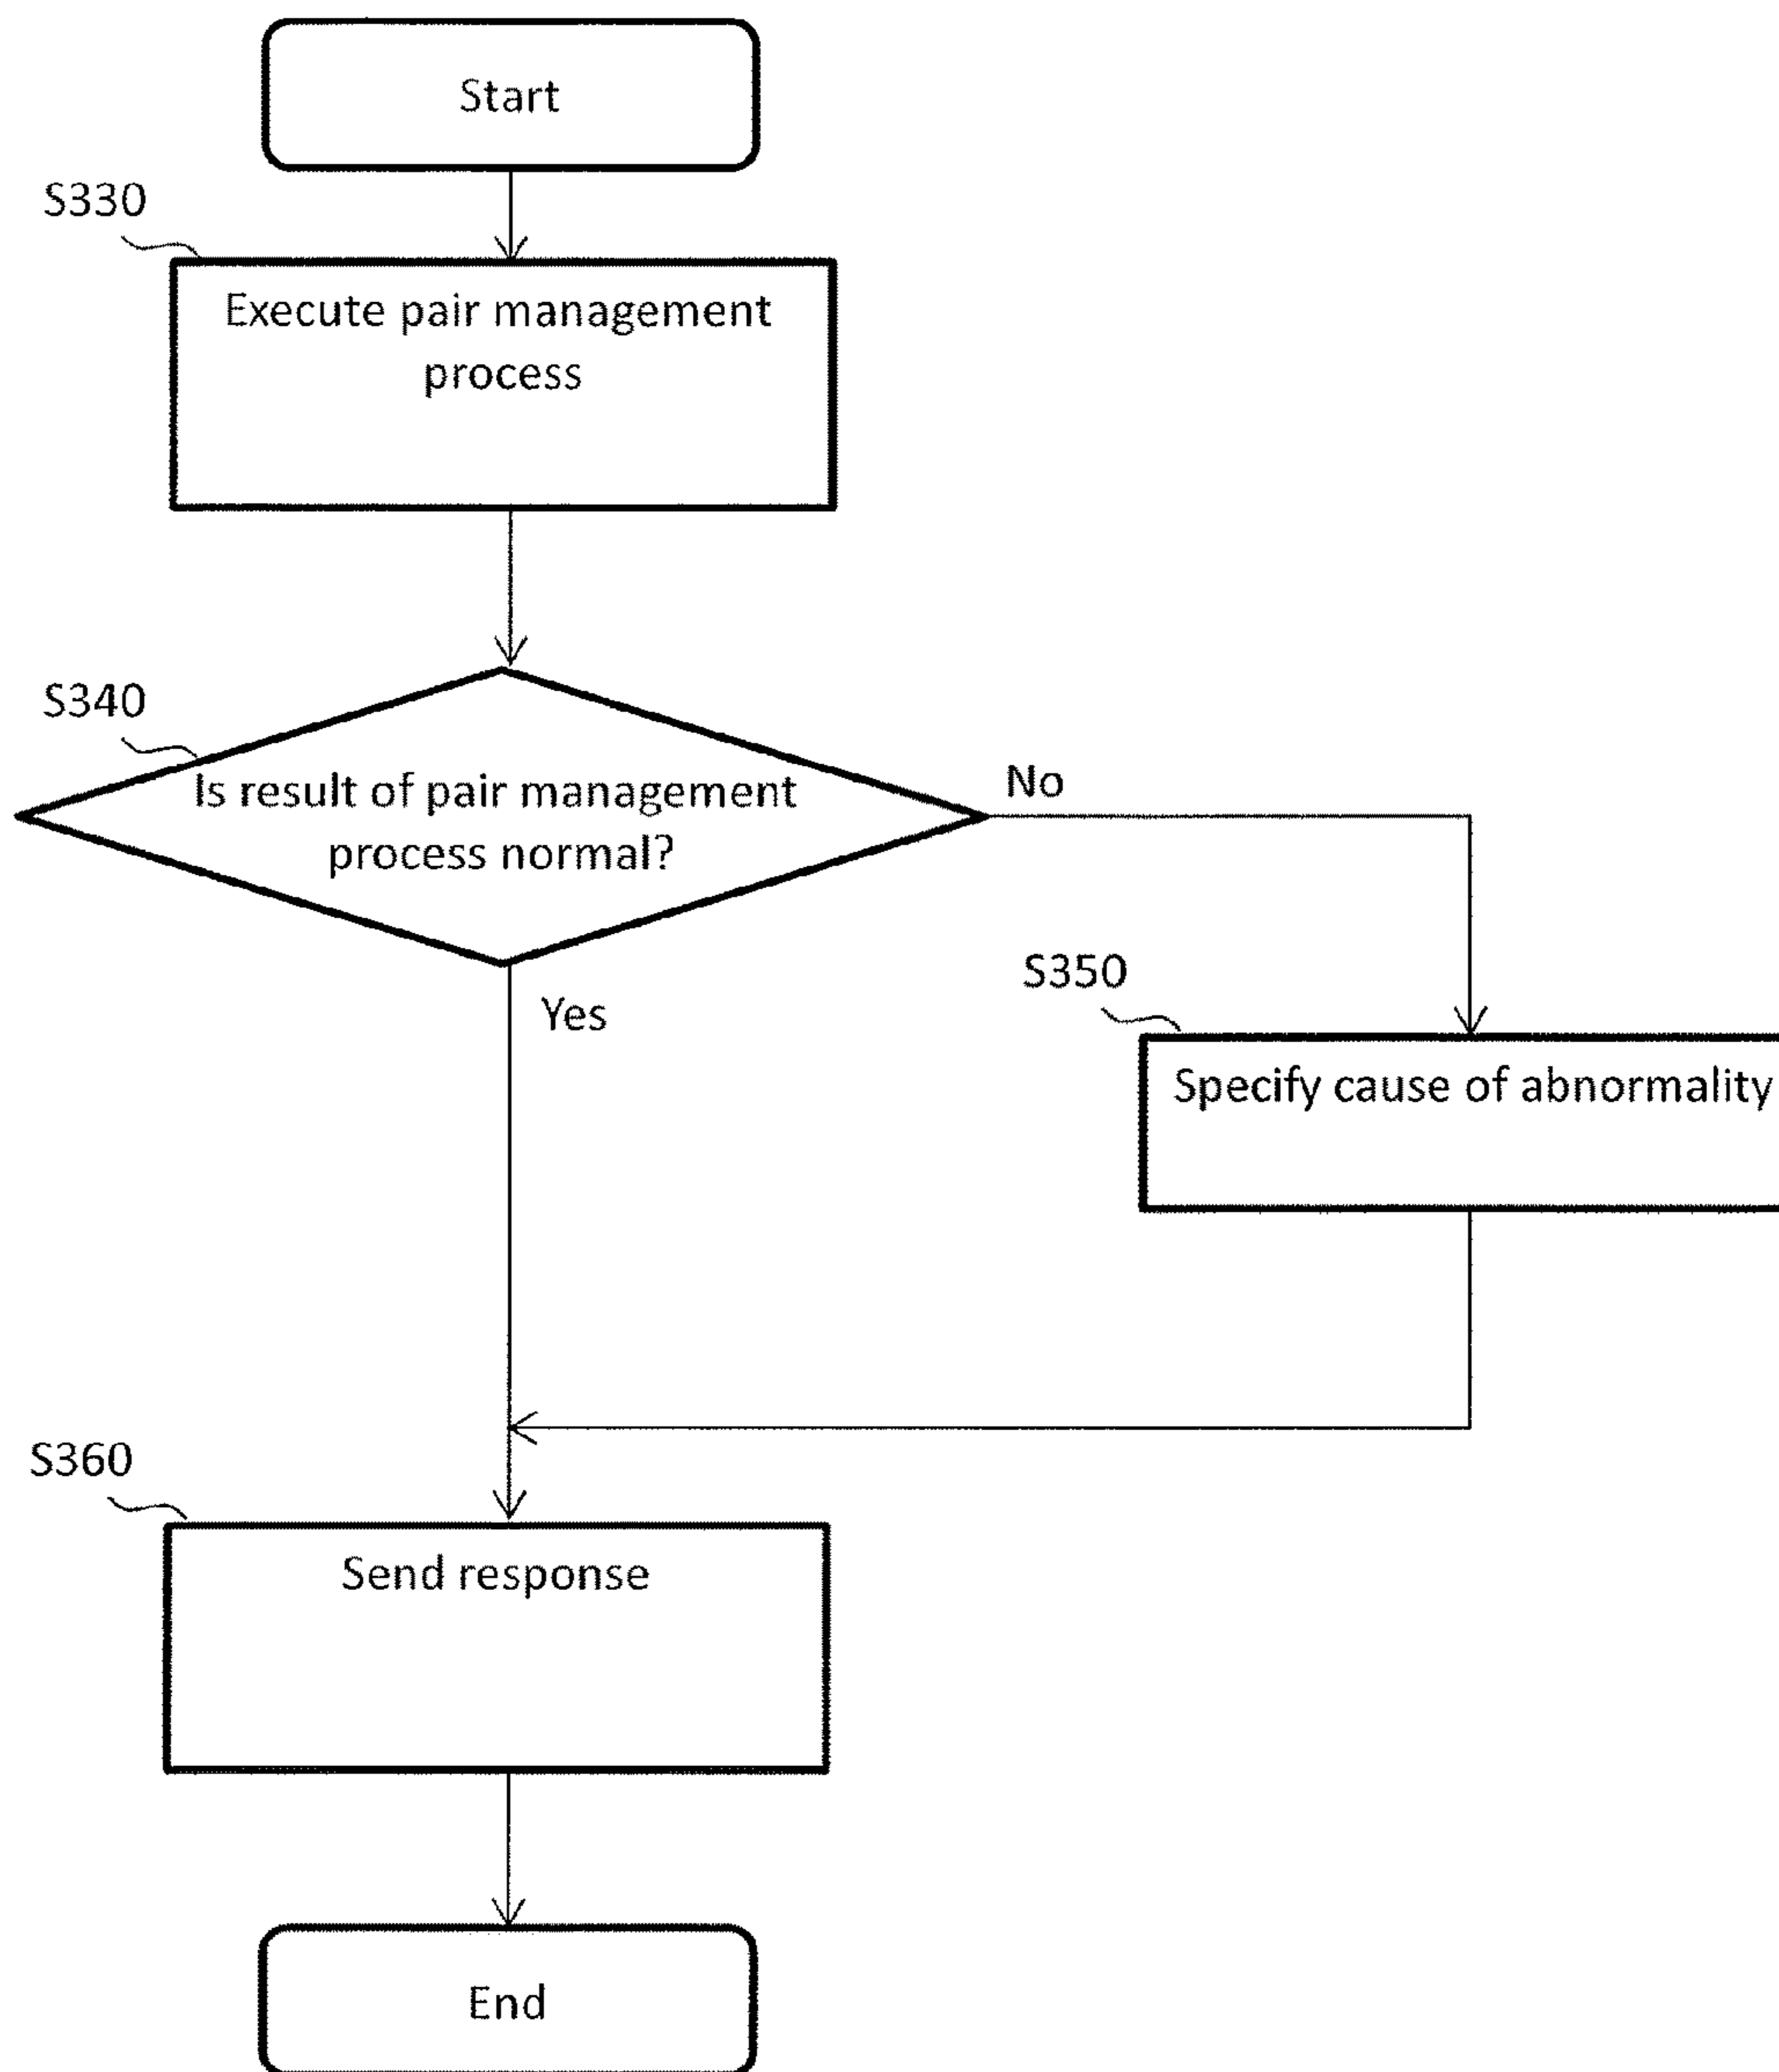 Start
S330
Execute pair management
process
S340
Is result of pair management
process normal?
No
Yes
S350
Specify cause of abnormality
S360
Send response
End